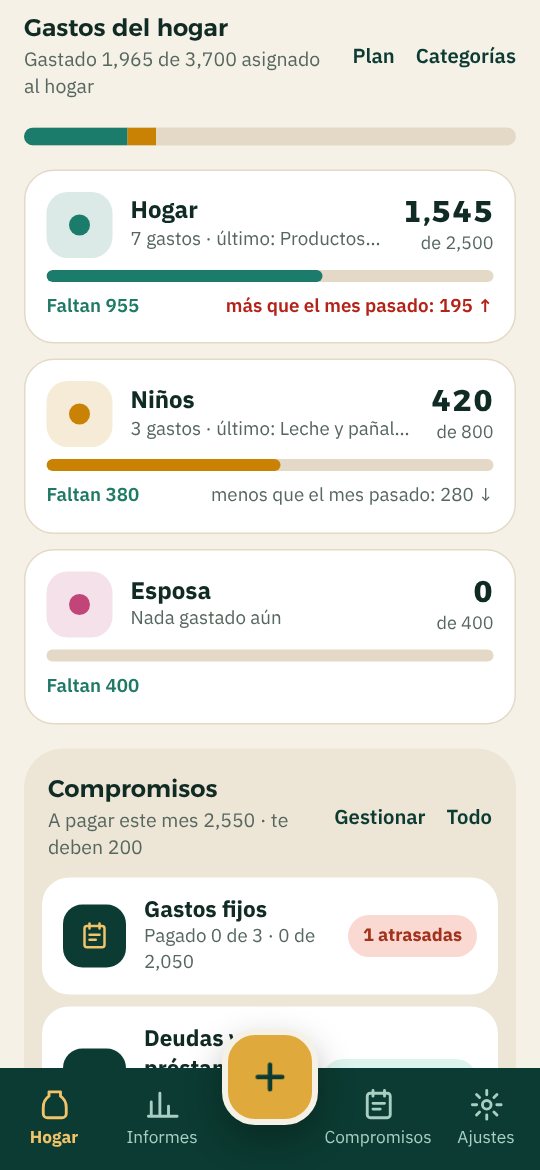 Gastos del hogar
Gastado 1,965 de 3,700 asignado
al hogar
Plan
Categorías
Hogar
7 gastos · último: Productos...
1,545
de 2,500
Faltan 955
más que el mes pasado: 195 ↑
Niños
3 gastos · último: Leche y pañal...
420
de 800
Faltan 380
menos que el mes pasado: 280 ↓
Esposa
Nada gastado aún
0
de 400
Faltan 400
Compromisos
A pagar este mes 2,550 · te
deben 200
Gestionar
Todo
Gastos fijos
Pagado 0 de 3 · 0 de
2,050
1 atrasadas
Deudas
Hogar
Informes
Compromisos
Ajustes